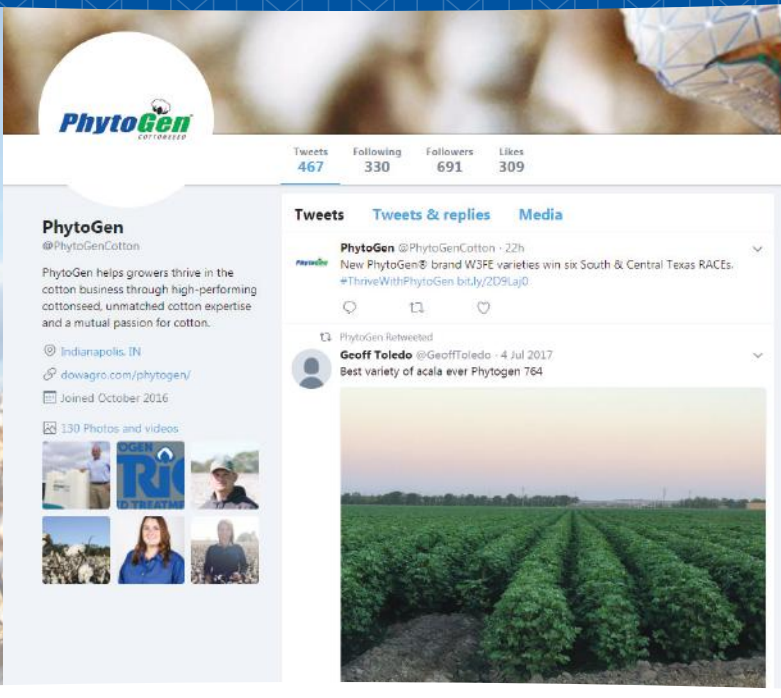 PhytoGen
COTTONSEED
Tweets Following Followers Likes
467 330 691 309
PhytoGen
@PhytoGenCotton
PhytoGen helps growers thrive in the
cotton business through high-performing
cottonseed, unmatched cotton expertise
and a mutual passion for cotton.
Indianapolis, IN
dowagro.com/phytogen/
Joined October 2016
130 Photos and videos
OGEN
TRiO
D TREATME
Tweets Tweets & replies Media
PhytoGen @PhytoGenCotton · 22h
PhytoGen
New PhytoGen® brand W3FE varieties win six South & Central Texas RACEs.
#ThriveWithPhytoGen bit.ly/2D9Laj0
PhytoGen Retweeted
Geoff Toledo @GeoffToledo · 4 Jul 2017
Best variety of acala ever Phytogen 764